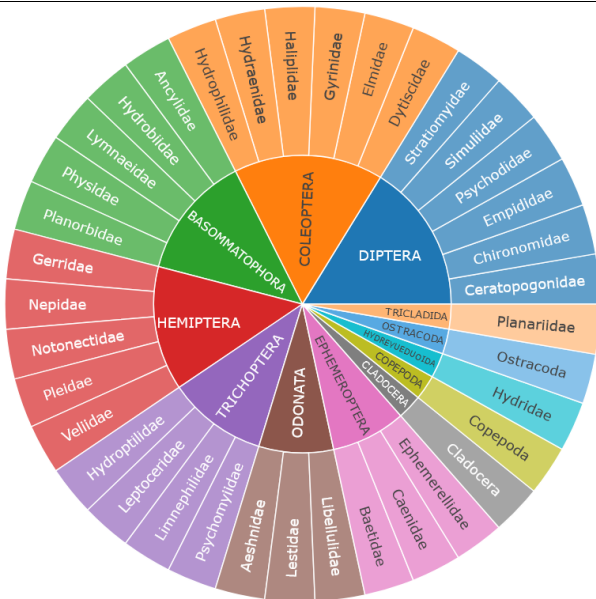 Hydrophilidae
Hydraenidae
Haliplidae
Gyrinidae
Elmidae
Dytiscidae
COLEOPTERA
Stratiomyidae
Simuliidae
Psychodidae
Empididae
Chironomidae
Ceratopogonidae
DIPTERA
TRICLADIDA
Planariidae
OSTRACODA
Ostracoda
HYDREVUEDUOIDA
Hydridae
COPEPODA
Copepoda
CLADOCERA
Cladocera
EPHEMEROPTERA
Ephemerellidae
Caenidae
Baetidae
ODONATA
Libellulidae
Lestidae
Aeshnidae
TRICHOPTERA
Psychomylidae
Limnephilidae
Leptoceridae
Hydroptilidae
HEMIPTERA
Veliidae
Pleidae
Notonectidae
Nepidae
Gerridae
BASOMMATOPHORA
Planorbidae
Physidae
Lymnaeidae
Hydrobiidae
Ancylidae